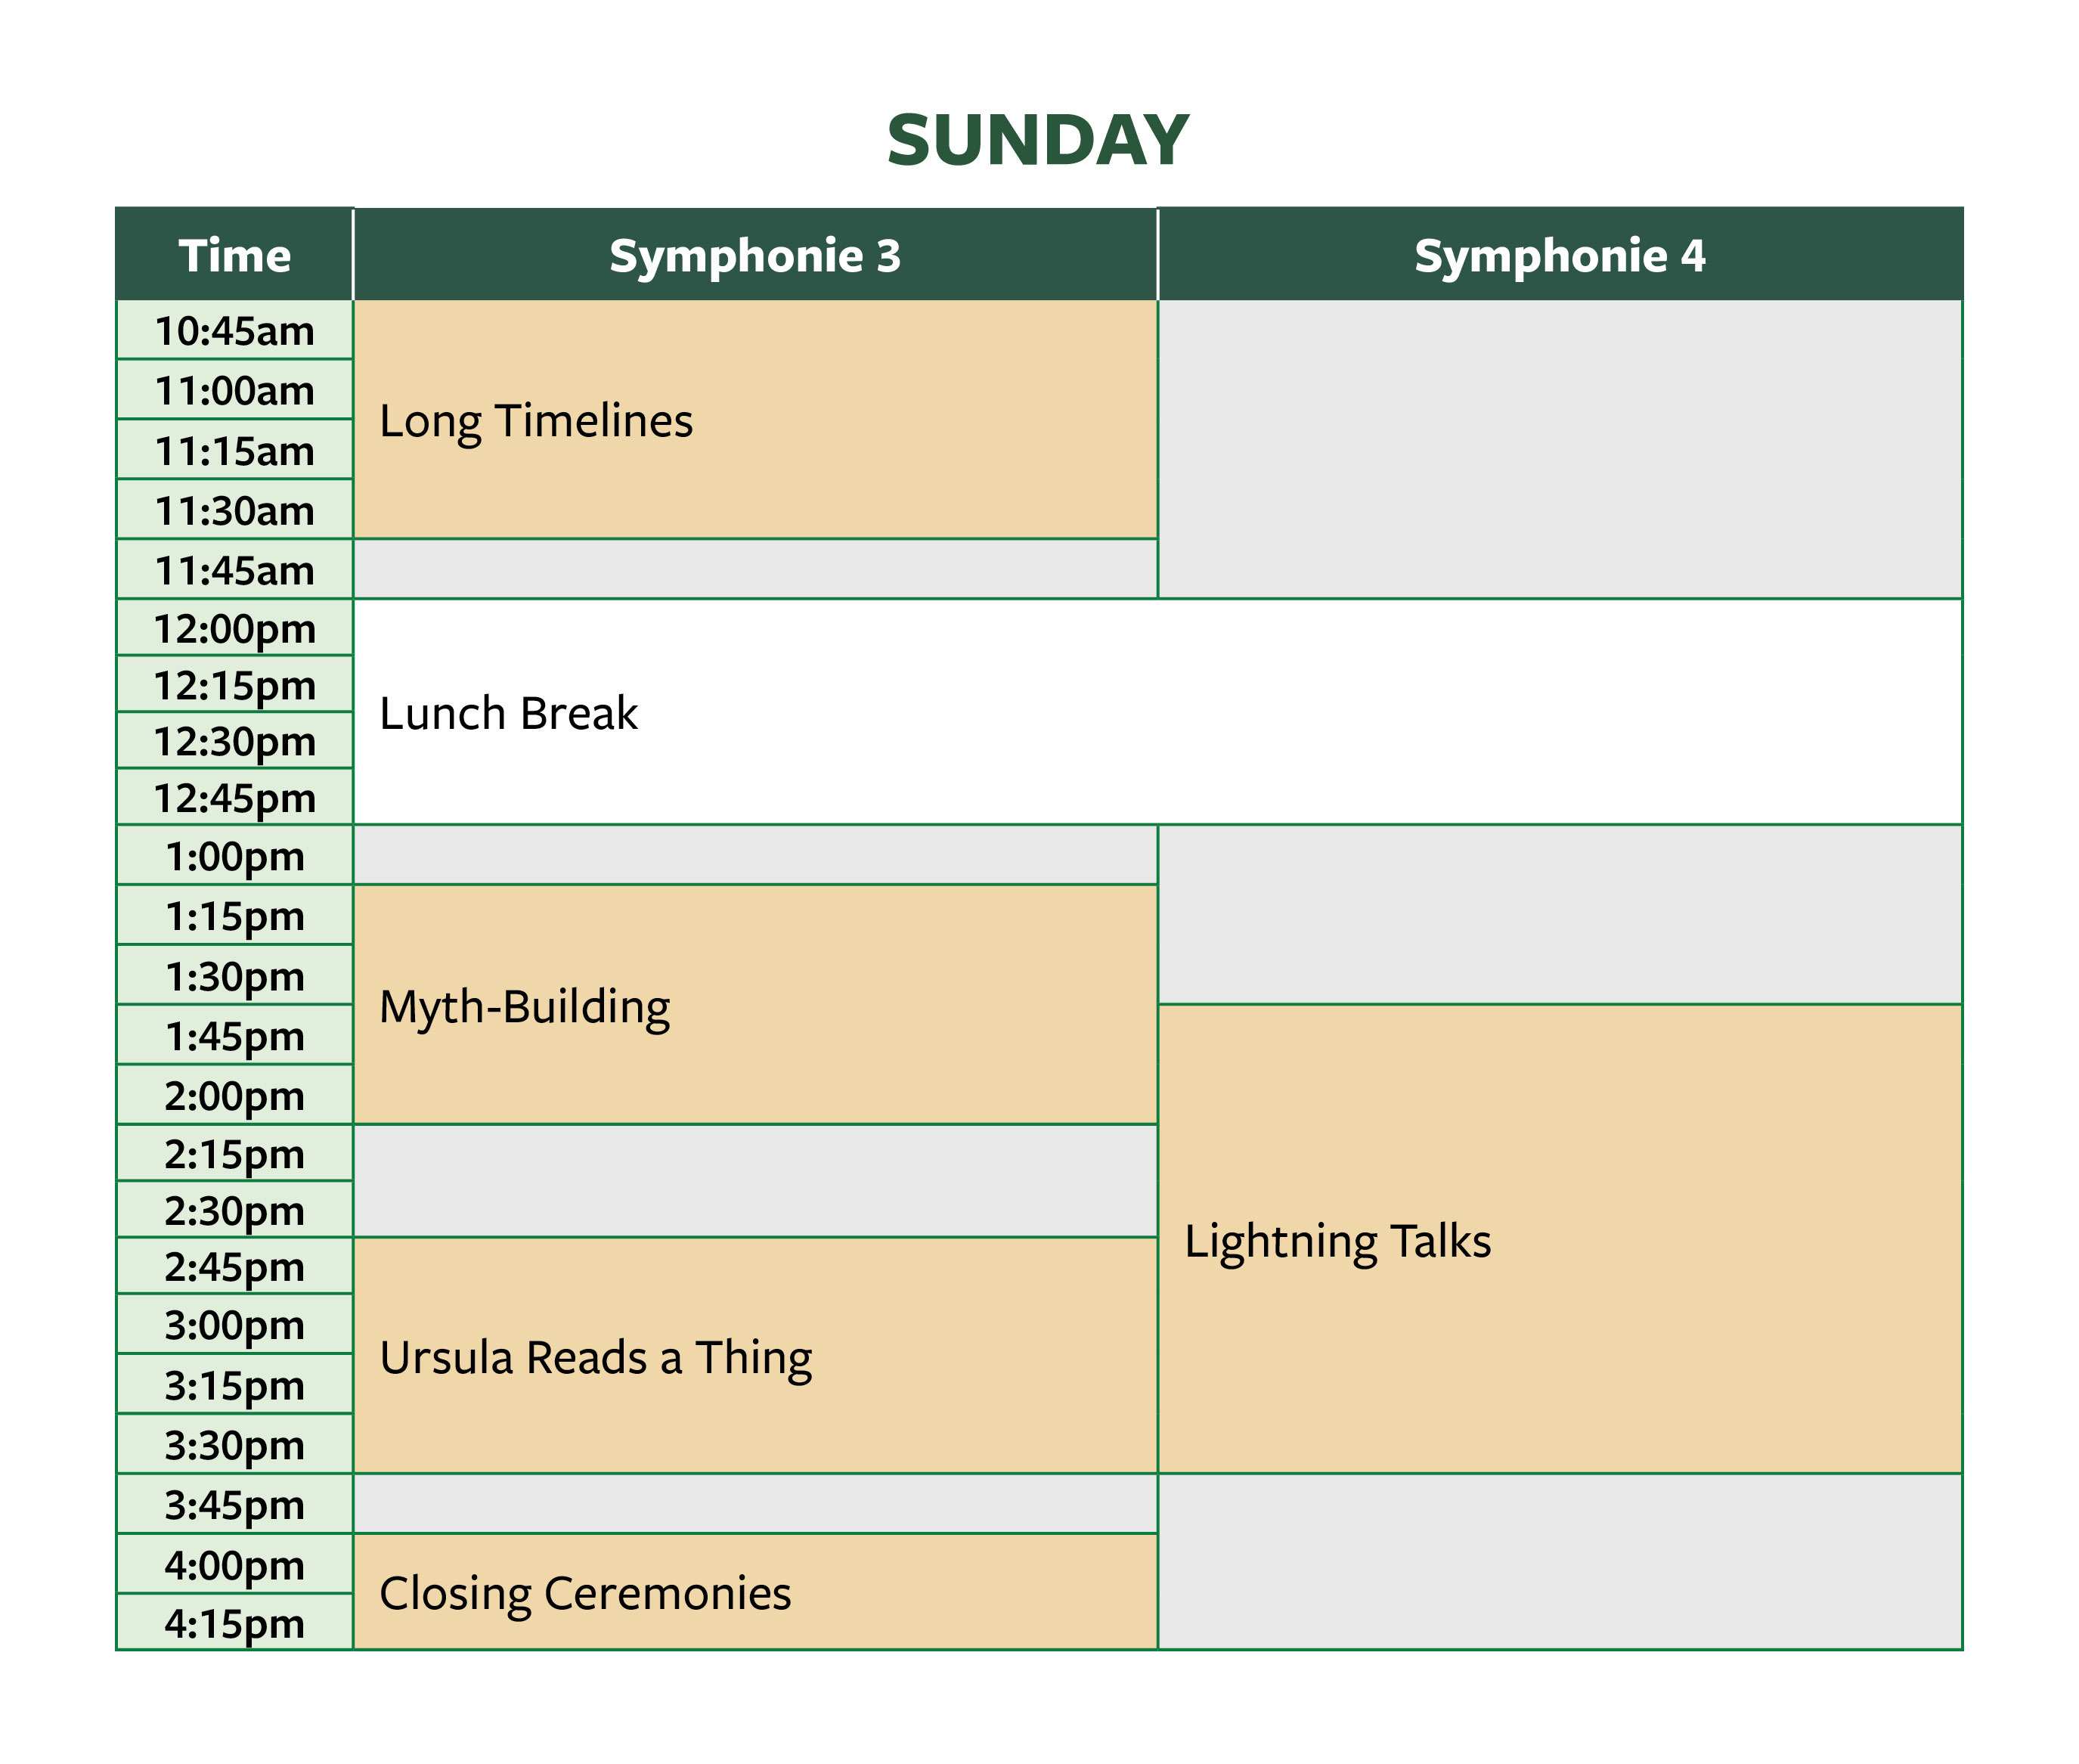 SUNDAY
Time Symphonie 3 Symphonie 4
10:45am
11:00am
Long Timelines
11:15am
11:30am
11:45am
12:00pm
12:15pm
Lunch Break
12:30pm
12:45pm
1:00pm
1:15pm
1:30pm
Myth-Building
1:45pm
2:00pm
2:15pm
2:30pm
Lightning Talks
2:45pm
3:00pm
Ursula Reads a Thing
3:15pm
3:30pm
3:45pm
4:00pm
Closing Ceremonies
4:15pm